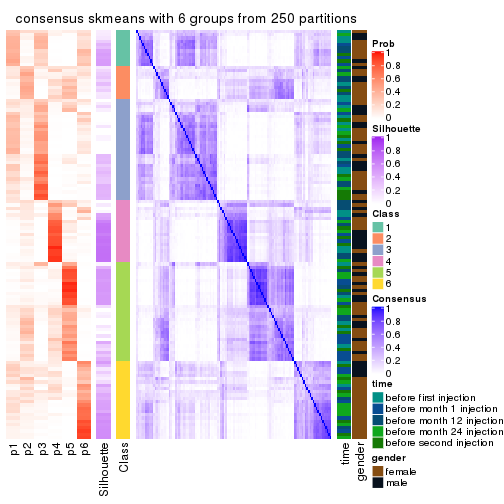 consensus skmeans with 6 groups from 250 partitions
Prob
1
0.8
0.6
0.4
0.2
0
Silhouette
1
0.8
0.6
0.4
0.2
0
Class
1
2
3
4
5
6
Consensus
1
0.8
0.6
0.4
0.2
0
time
before first injection
before month 1 injection
before month 12 injection
before month 24 injection
before second injection
gender
female
male
p1
p2
p3
p4
p5
p6
Silhouette
Class
time
gender